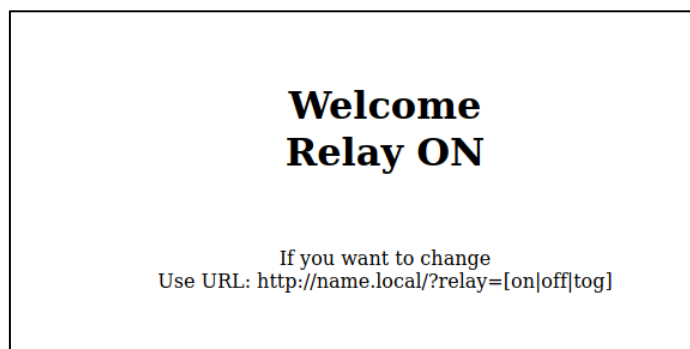 Welcome
Relay ON
If you want to change
Use URL: http://name.local/?relay=[on|off|tog]